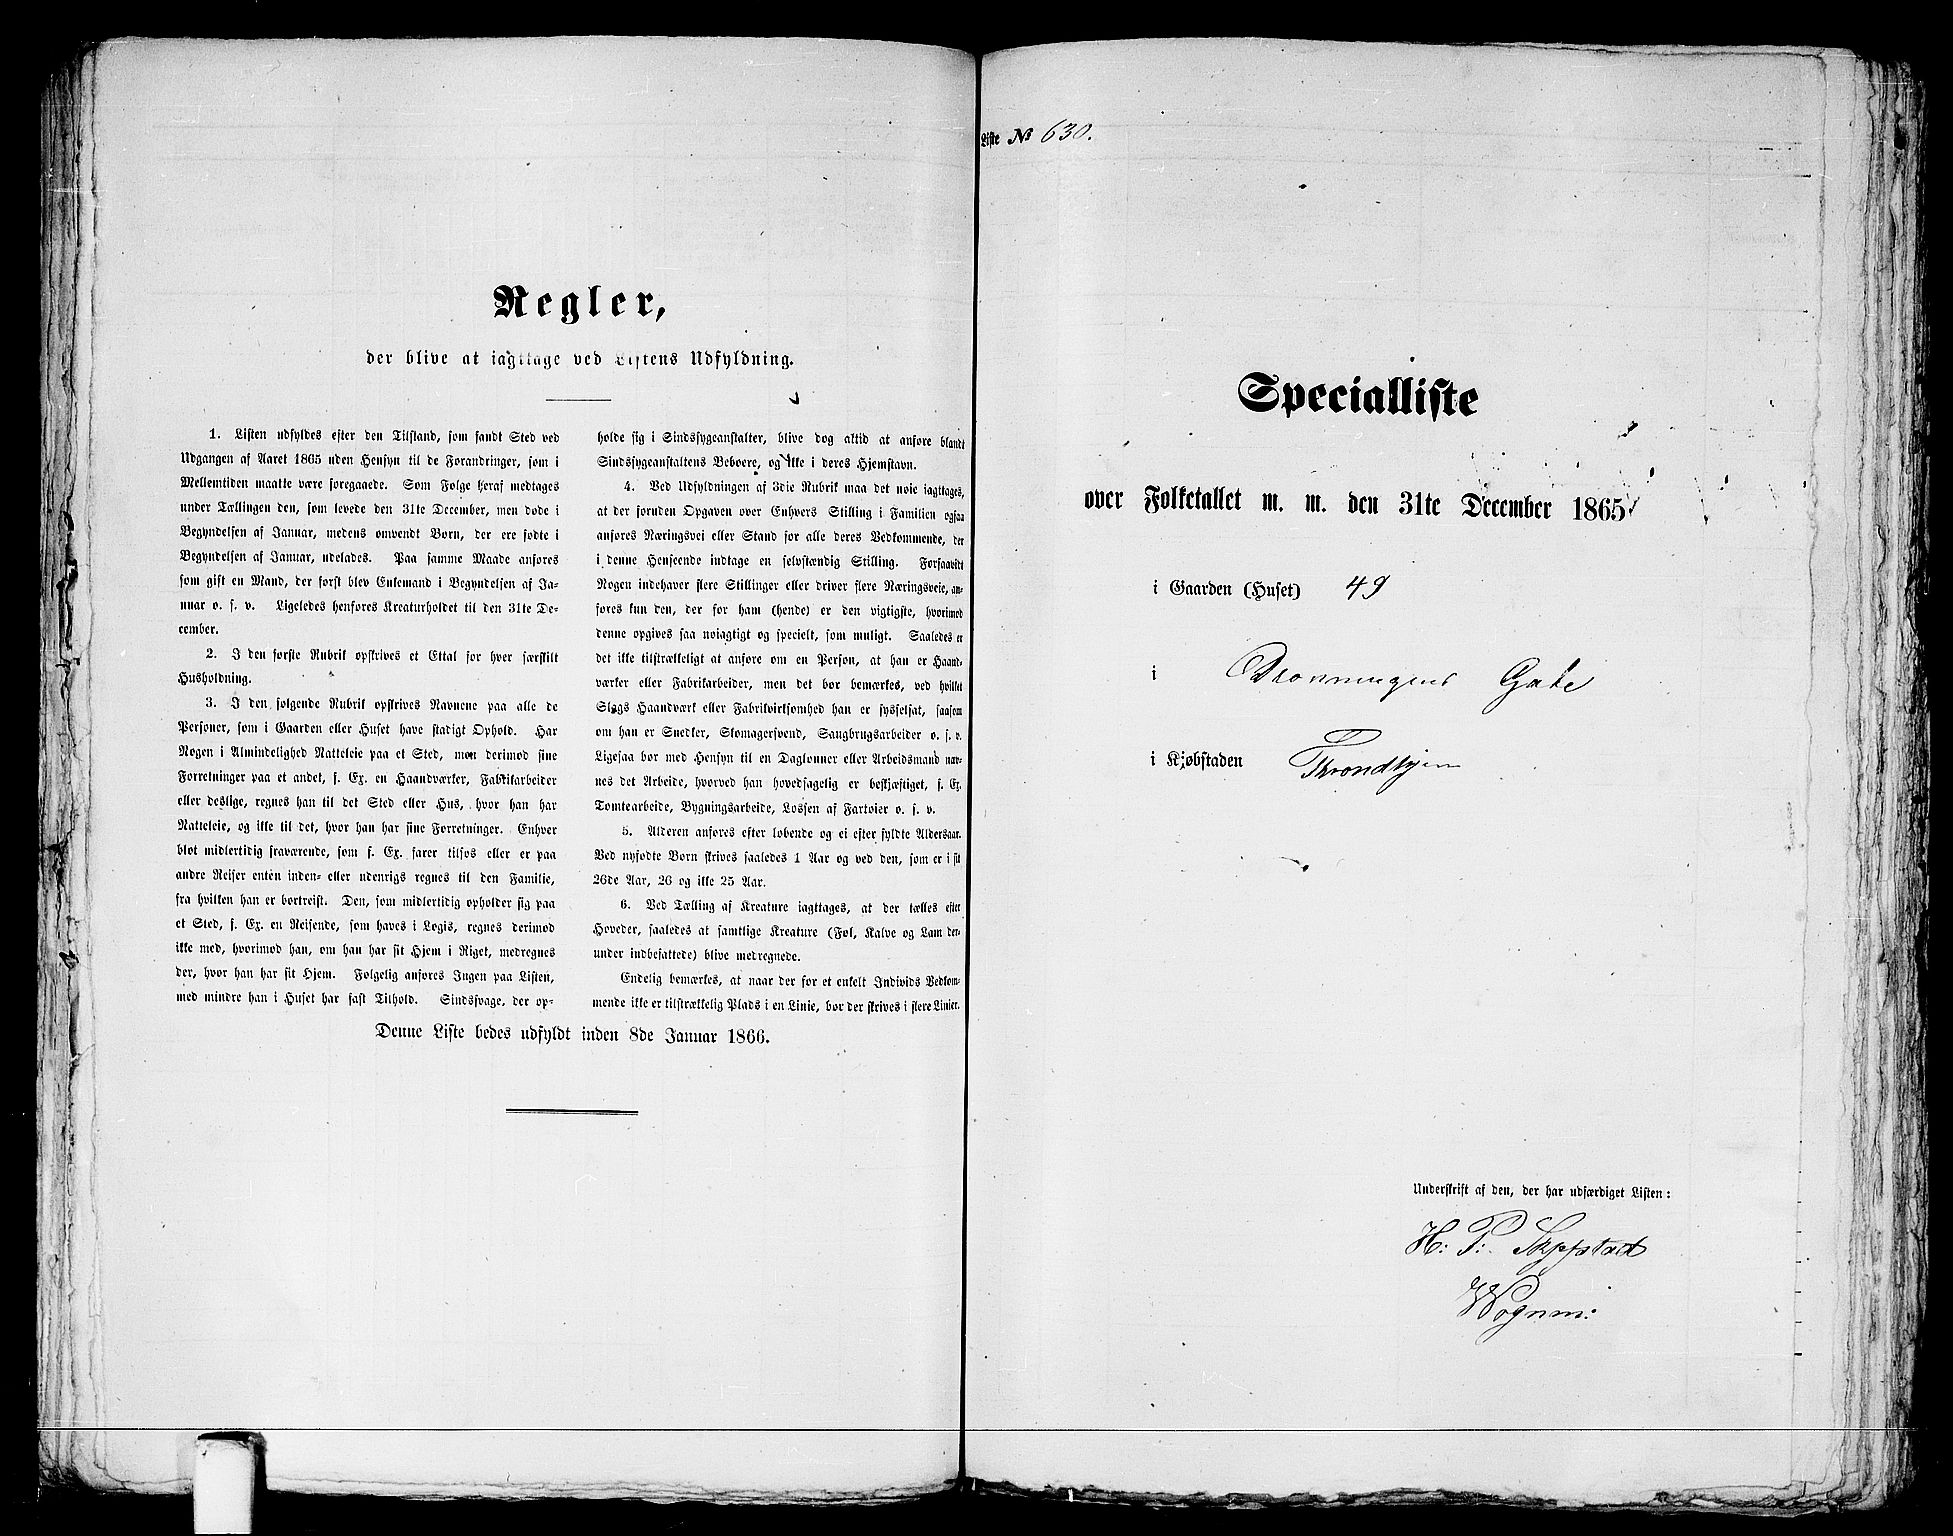 Regler,
der blive at iagttage ved Listens Udfyldning.
1. Listen udfyldes efter den Tilstand, som fandt Sted ved
Udgangen af Aaret 1865 uden Hensyn til de Forandringer, som i
Mellemtiden maatte være foregaaede. Som Følge heraf medtages
under Tællingen den, som levede den 31te December, men døde i
Begyndelsen af Januar, medens omvendt Børn, der ere fødte i
Begyndelsen af Januar, udelades. Paa samme Maade anføres
som gift en Mand, der først blev Enkemand i Begyndelsen af Ja-
nuar o. s. v. Ligeledes henføres Kreaturholdet til den 31te De-
cember.
2. I den første Rubrik opskrives et Ettal for hver særskilt
Husholdning.
3. I den følgende Rubrik opskrives Navnene paa alle de
Personer, som i Gaarden eller Huset have stadigt Ophold. Har
Nogen i Almindelighed Natteleie paa et Sted, men derimod sine
Forretninger paa et andet, f. Ex. en Haandværker, Fabrikarbeider
eller deslige, regnes han til det Sted eller Hus, hvor han har
Natteleie, og ikke til det, hvor han har sine Forretninger. Enhver
blot midlertidig fraværende, som f. Ex. farer tilsøs eller er paa
andre Reiser enten inden- eller udenrigs regnes til den Familie,
fra hvilken han er bortreist. Den, som midlertidig opholder sig paa
et Sted, f. Ex. en Reisende, som haves i Logis, regnes derimod
ikke med, hvorimod han, om han har sit Hjem i Riget, medregnes
der, hvor han har sit Hjem. Følgelig anføres Ingen paa Listen,
med mindre han i Huset har fast Tilhold. Sindssvage, der op-
holde sig i Sindssygeanstalter, blive dog altid at anføre blandt
Sindssygeanstaltens Beboere, og ikke i deres Hjemstavn.
4. Ved Udfyldningen af 3die Rubrik maa det nøie iagttages,
at der foruden Opgaven over Enhvers Stilling i Familien ogsaa
anføres Næringsvei eller Stand for alle deres Vedkommende, der
i denne Henseende indtage en selvstændig Stilling. Forsaavidt
Nogen indehaver flere Stillinger eller driver flere Næringsveie, an-
føres kun den, der for ham (hende) er den vigtigste, hvorimod
denne opgives saa nøiagtigt og specielt, som muligt. Saaledes er
det ikke tilstrækkeligt at anføre om en Person, at han er Haand-
værker eller Fabrikarbeider, men det bør bemærkes, ved hvilket
Slags Haandværk eller Fabrikvirksomhed han er sysselsat, saasom
om han er Snedker, Skomagersvend, Saugbrugsarbeider o. s. v.
Ligesaa bør med Hensyn til en Daglønner eller Arbeidsmand nav-
nes det Arbeide, hvorved han hovedsagelig er beskjæftiget, f. Ex.
Tomtearbeide, Bygningsarbeide, Lossen af Fartøier o. s. v.
5. Alderen anføres efter løbende og ei efter fyldte Aldersaar.
Ved nyfødte Børn skrives saaledes 1 Aar og ved den, som er i sit
26de Aar, 26 og ikke 25 Aar.
6. Ved Tælling af Kreature iagttages, at der tælles efter
Hoveder, saaledes at samtlige Kreature (Føl, Kalve og Lam der-
under indbefattede) blive medregnede.
Endelig bemærkes, at naar der for et enkelt Individs Vedkom-
mende ikke er tilstrækkelig Plads i en Linie, bør der skrives i flere Linier.
Denne Liste bedes udfyldt inden 8de Januar 1866.
Liste № 630.
Specialliste
over Folketallet m. m. den 31te December 1865
i Gaarden (Huset) 49
i Dronningens Gade
i Kjøbstaden Throndhjem
Underskrift af den, der har udfærdiget Listen:
H: P:
Wognm: